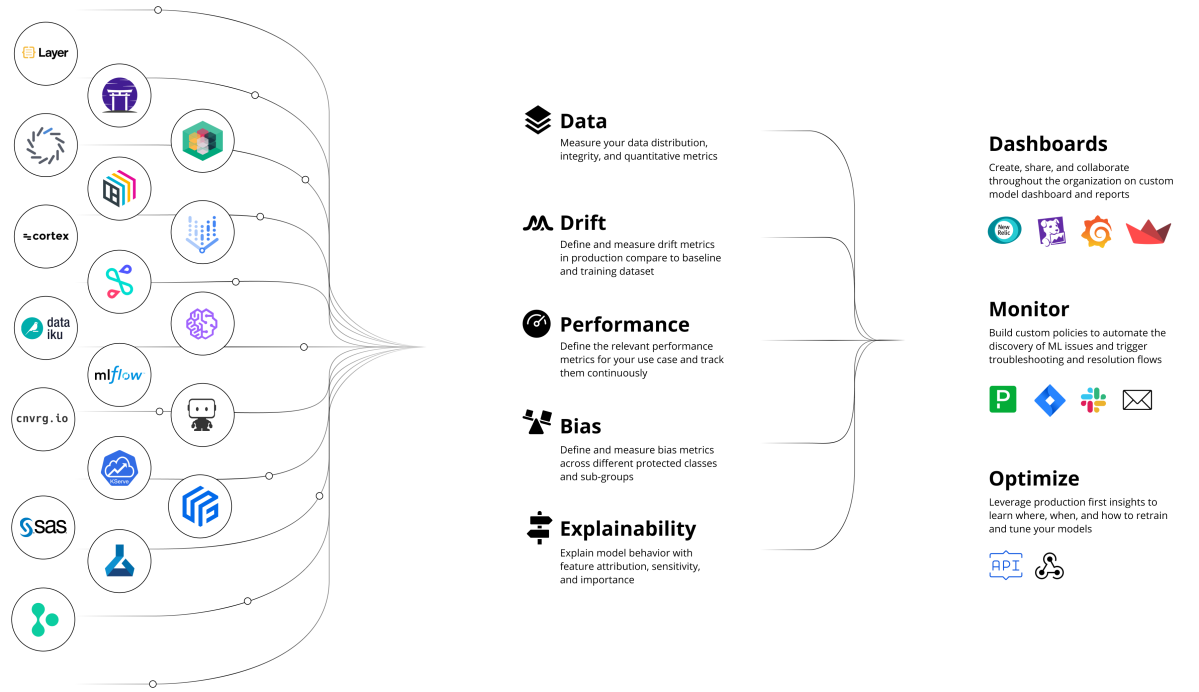 Layer
cortex
data
iku
mlflow
cnvrg.io
KServe
sas
Data
Measure your data distribution,
integrity, and quantitative metrics
Drift
Define and measure drift metrics
in production compare to baseline
and training dataset
Performance
Define the relevant performance
metrics for your use case and track
them continuously
Bias
Define and measure bias metrics
across different protected classes
and sub-groups
Explainability
Explain model behavior with
feature attribution, sensitivity,
and importance
Dashboards
Create, share, and collaborate
throughout the organization on custom
model dashboard and reports
New
Relic
Monitor
Build custom policies to automate the
discovery of ML issues and trigger
troubleshooting and resolution flows
P
Optimize
Leverage production first insights to
learn where, when, and how to retrain
and tune your models
API